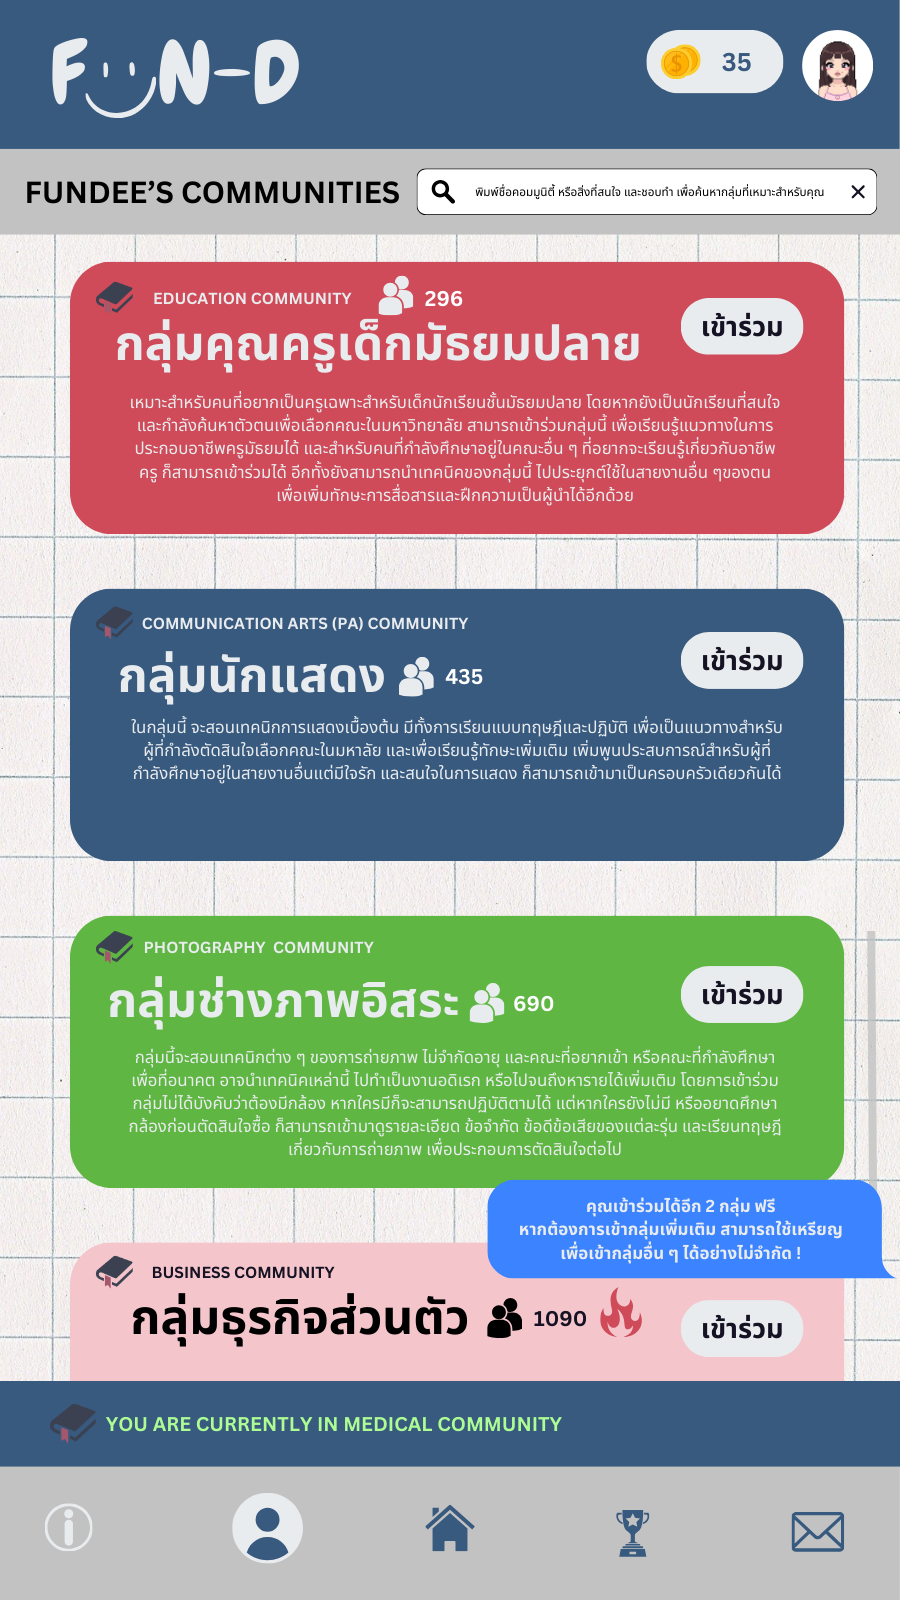 FUN-D
35
FUNDEE'S COMMUNITIES
พิมพ์ชื่อคอมมูนิตี้ หรือสิ่งที่สนใจ และชอบทำ เพื่อค้นหากลุ่มที่เหมาะสำหรับคุณ
EDUCATION COMMUNITY 296
กลุ่มคุณครูเด็กมัธยมปลาย
เข้าร่วม
เหมาะสำหรับคนที่อยากเป็นครูเฉพาะสำหรับเด็กนักเรียนชั้นมัธยมปลาย โดยหากยังเป็นนักเรียนที่สนใจ
และกำลังค้นหาตัวตนเพื่อเลือกคณะในมหาวิทยาลัย สามารถเข้าร่วมกลุ่มนี้ เพื่อเรียนรู้แนวทางในการ
ประกอบอาชีพครูมัธยมได้ และสำหรับคนที่กำลังศึกษาอยู่ในคณะอื่น ๆ ที่อยากจะเรียนรู้เกี่ยวกับอาชีพ
ครู ก็สามารถเข้าร่วมได้ อีกทั้งยังสามารถนำเทคนิคของกลุ่มนี้ ไปประยุกต์ใช้ในสายงานอื่น ๆของตน
เพื่อเพิ่มทักษะการสื่อสารและฝึกความเป็นผู้นำได้อีกด้วย
COMMUNICATION ARTS (PA) COMMUNITY
กลุ่มนักแสดง 435
เข้าร่วม
ในกลุ่มนี้ จะสอนเทคนิกการแสดงเบื้องต้น มีทั้งการเรียนแบบทฤษฎีและปฏิบัติ เพื่อเป็นแนวทางสำหรับ
ผู้ที่กำลังตัดสินใจเลือกคณะในมหาลัย และเพื่อเรียนรู้ทักษะเพิ่มเติม เพิ่มพูนประสบการณ์สำหรับผู้ที่
กำลังศึกษาอยู่ในสายงานอื่นแต่มีใจรัก และสนใจในการแสดง ก็สามารถเข้ามาเป็นครอบครัวเดียวกันได้
PHOTOGRAPHY COMMUNITY
กลุ่มช่างภาพอิสระ 690
เข้าร่วม
กลุ่มนี้จะสอนเทคนิกต่าง ๆ ของการถ่ายภาพ ไม่จำกัดอายุ และคณะที่อยากเข้า หรือคณะที่กำลังศึกษา
เพื่อที่อนาคต อาจนำเทคนิคเหล่านี้ ไปทำเป็นงานอดิเรก หรือไปจนถึงหารายได้เพิ่มเติม โดยการเข้าร่วม
กลุ่มไม่ได้บังคับว่าต้องมีกล้อง หากใครมีก็จะสามารถปฏิบัติตามได้ แต่หากใครยังไม่มี หรืออยาดศึกษา
กล้องก่อนตัดสินใจซื้อ ก็สามารถเข้ามาดูรายละเอียด ข้อจำกัด ข้อดีข้อเสียของแต่ละรุ่น และเรียนทฤษฎี
เกี่ยวกับการถ่ายภาพ เพื่อประกอบการตัดสินใจต่อไป
คุณเข้าร่วมได้อีก 2 กลุ่ม ฟรี
หากต้องการเข้ากลุ่มเพิ่มเติม สามารถใช้เหรียญ
เพื่อเข้ากลุ่มอื่น ๆ ได้อย่างไม่จำกัด !
BUSINESS COMMUNITY
กลุ่มธุรกิจส่วนตัว 1090
เข้าร่วม
YOU ARE CURRENTLY IN MEDICAL COMMUNITY